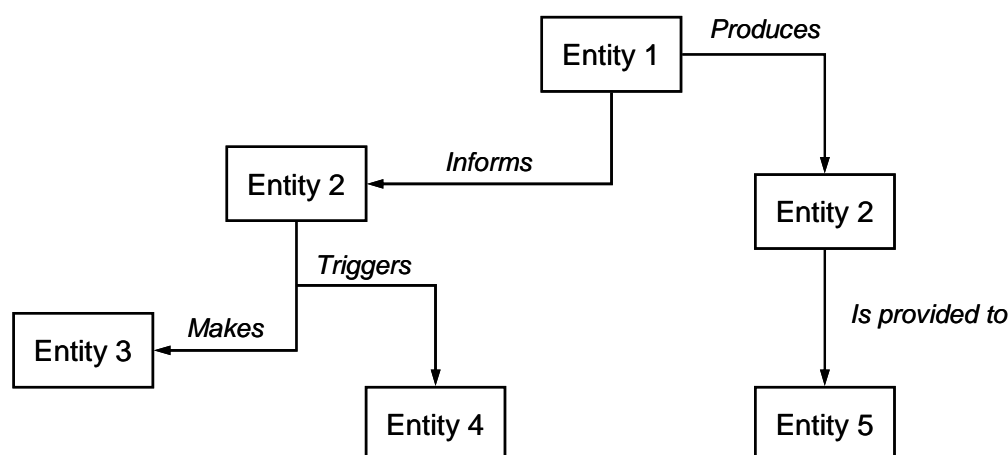 Produces
Entity 1
Informs
Entity 2
Entity 2
Triggers
Is provided to
Makes
Entity 3
Entity 4
Entity 5